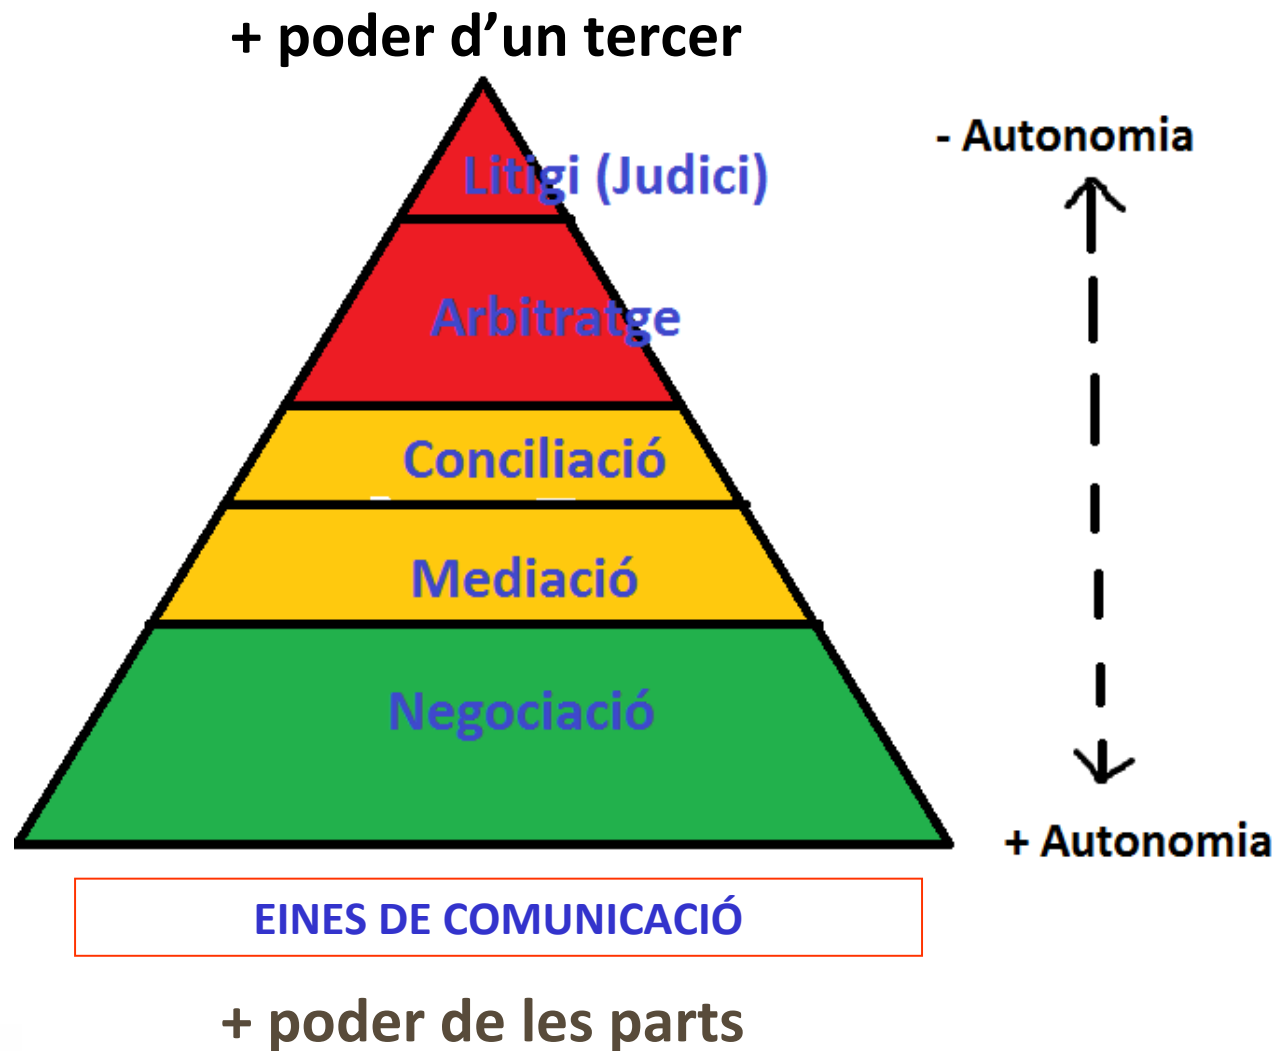 + poder d’un tercer
- Autonomia
Litigi (Judici)
Arbitratge
Conciliació
Mediació
Negociació
+ Autonomia
EINES DE COMUNICACIÓ
+ poder de les parts